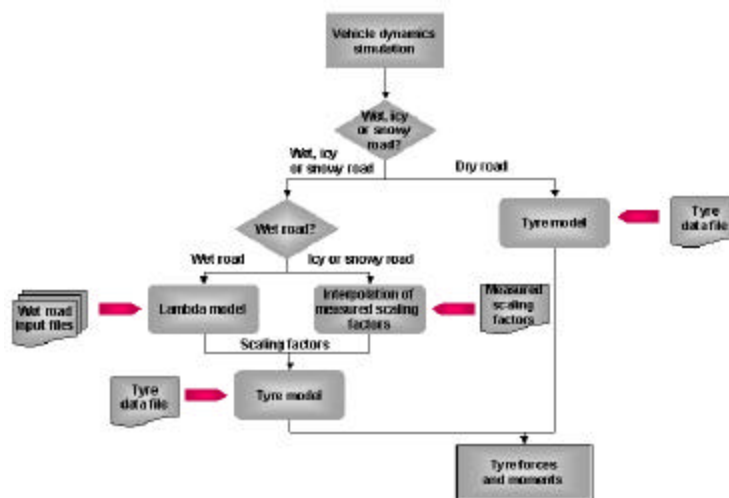 Vehicle dynamics
simulation
Wet, icy
or snowy
road?
Wet, icy
or snowy road
Dry road
Tyre model
Tyre
data file
Wet road?
Wet road
Icy or snowy road
Wet road
input files
Lambda model
Interpolation of
measured scaling
factors
Measured
scaling
factors
Scaling factors
Tyre
data file
Tyre model
Tyre forces
and moments